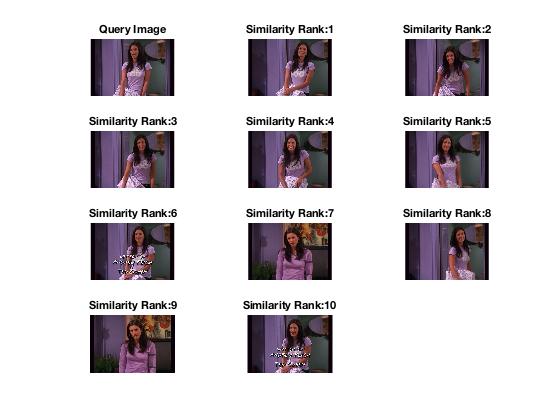 Query Image
Similarity Rank:1
Similarity Rank:2
Similarity Rank:3
Similarity Rank:4
Similarity Rank:5
Similarity Rank:6
Similarity Rank:7
Similarity Rank:8
Similarity Rank:9
Similarity Rank:10